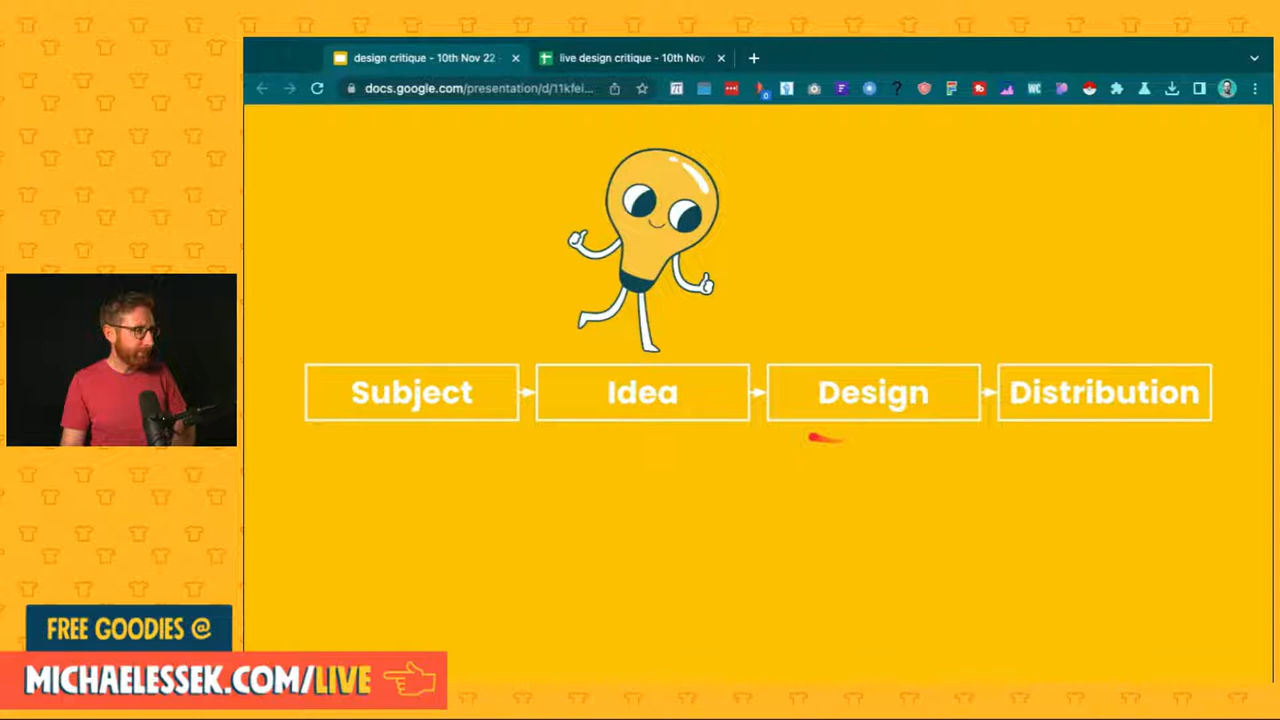 design critique - 10th Nov 22 -
live design critique - 10th Nov
docs.google.com/presentation/d/11kfei...
Subject
Idea
Design
Distribution
FREE GOODIES @
MICHAELESSEK.COM/LIVE